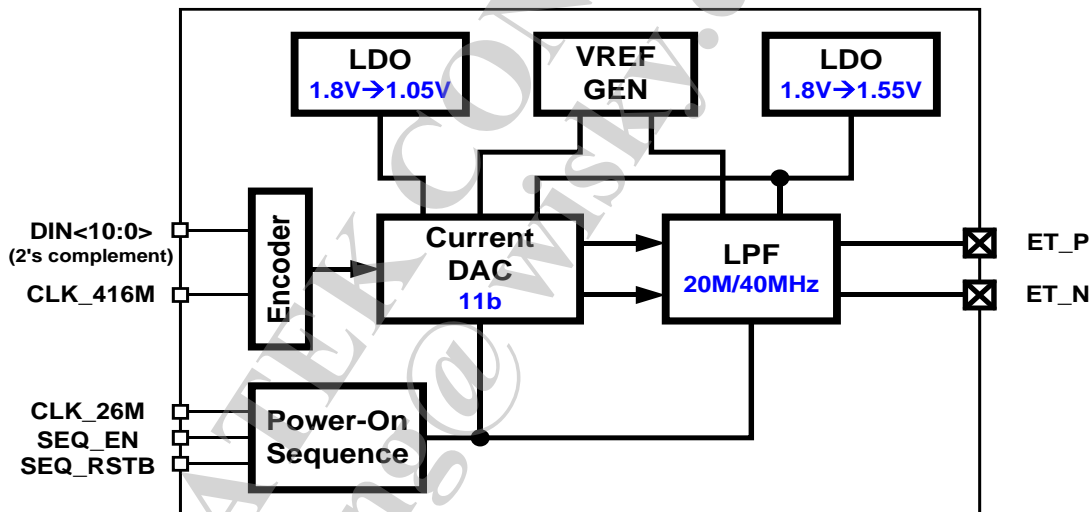 LDO
1.8V→1.05V
VREF
GEN
LDO
1.8V→1.55V
DIN<10:0>
(2's complement)
CLK_416M
Encoder
Current
DAC
11b
LPF
20M/40MHz
ET_P
ET_N
CLK_26M
SEQ_EN
SEQ_RSTB
Power-On
Sequence